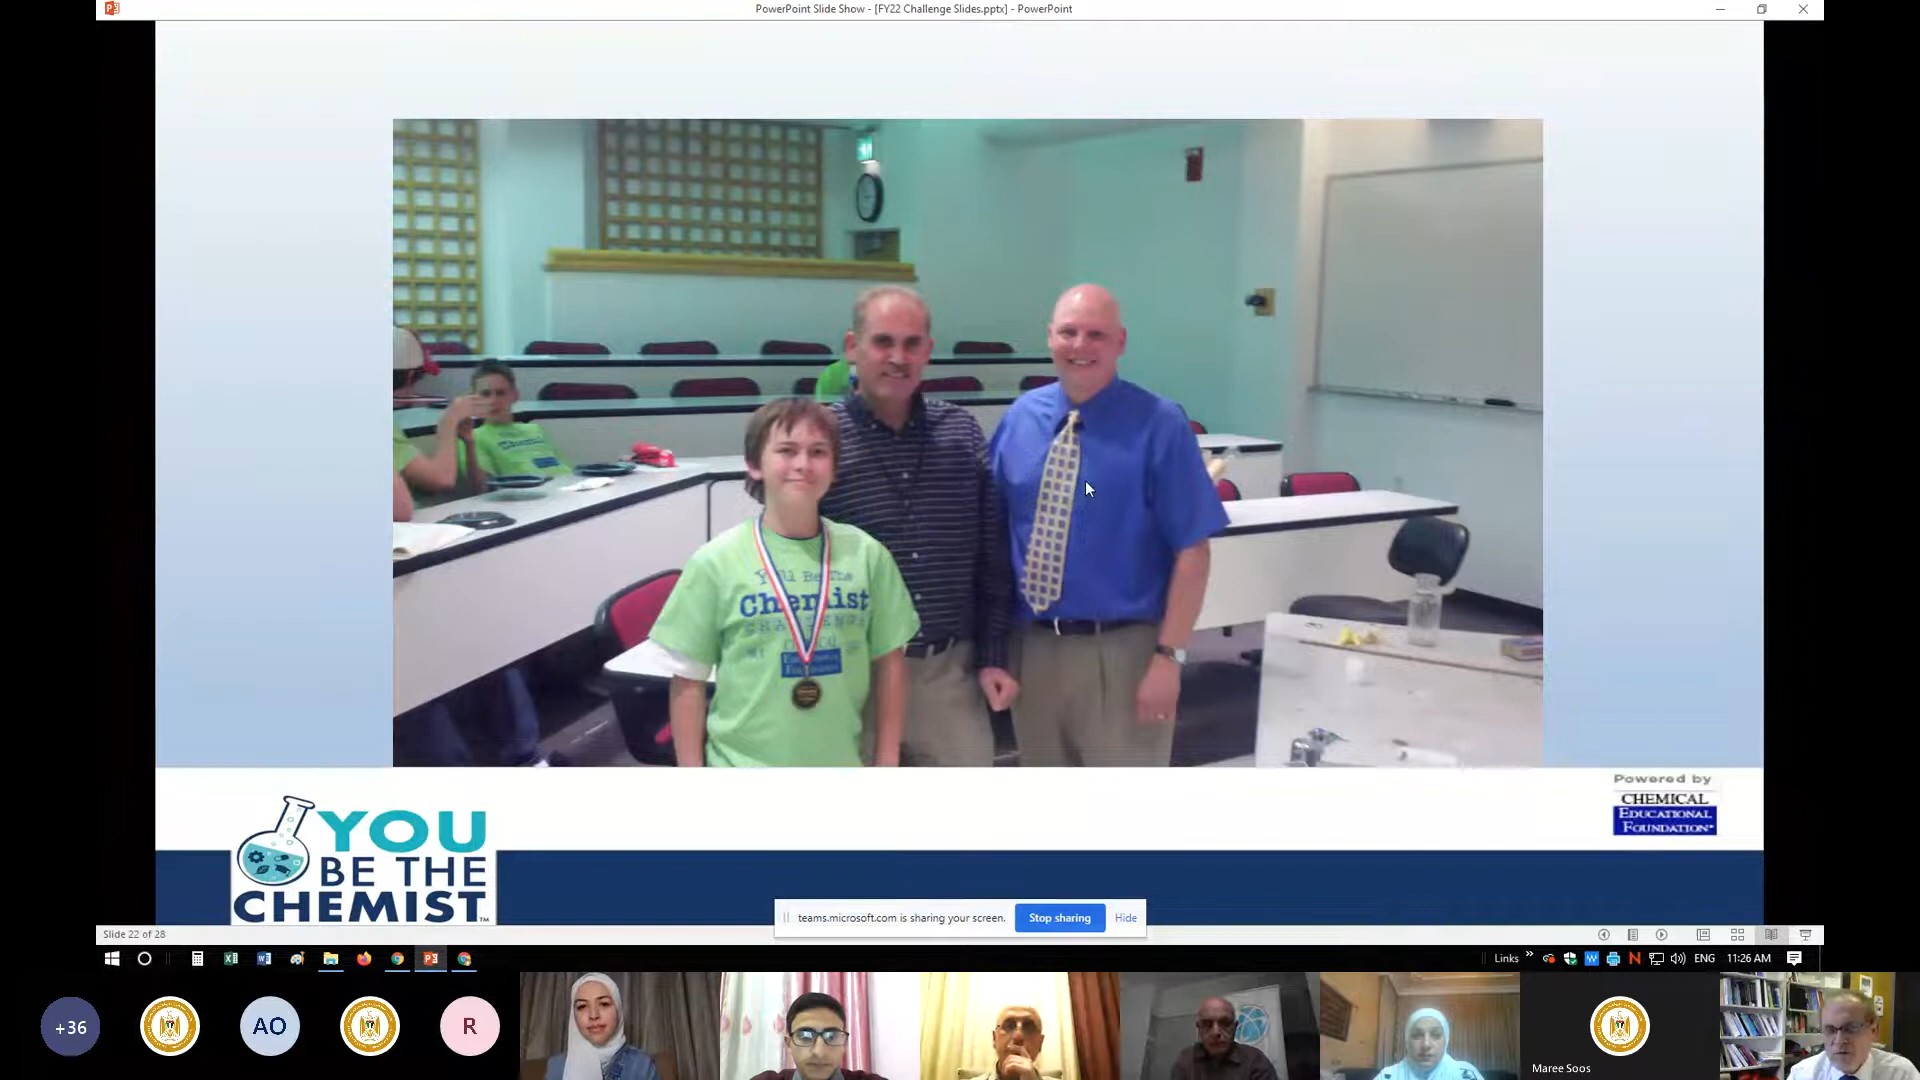 PowerPoint Slide Show - [FY22 Challenge Slides.pptx] - PowerPoint
You Be The
Chemist
CHALLENGE
Powered by
CHEMICAL
EDUCATIONAL
FOUNDATION
YOU
BE THE
CHEMIST™
teams.microsoft.com is sharing your screen.
Stop sharing
Hide
Slide 22 of 28
Links
ENG
11:26 AM
+36
AO
R
Maree Soos